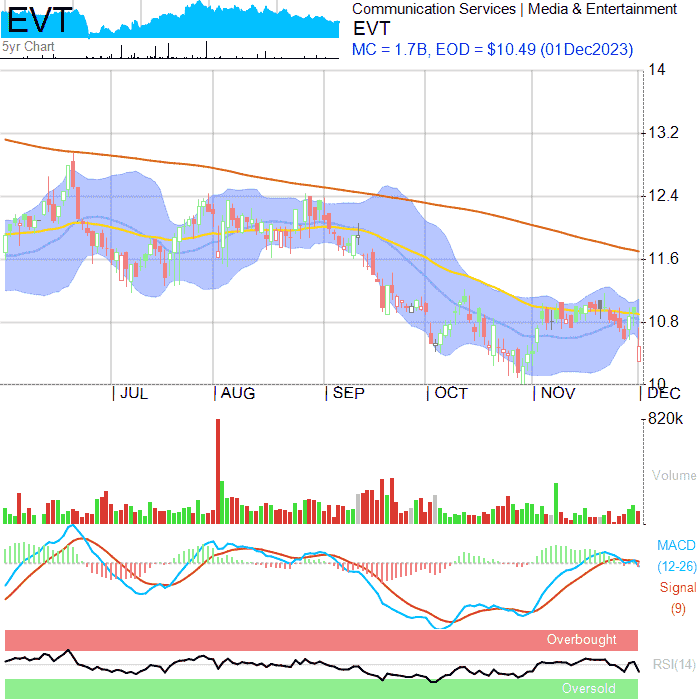 EVT
5yr Chart
Communication Services | Media & Entertainment
EVT
MC = 1.7B, EOD = $10.49 (01Dec2023)
14
13.2
12.4
11.6
10.8
10
JUL AUG SEP OCT NOV DEC
820k
Volume
MACD
(12-26)
Signal
(9)
Overbought
RSI(14)
Oversold